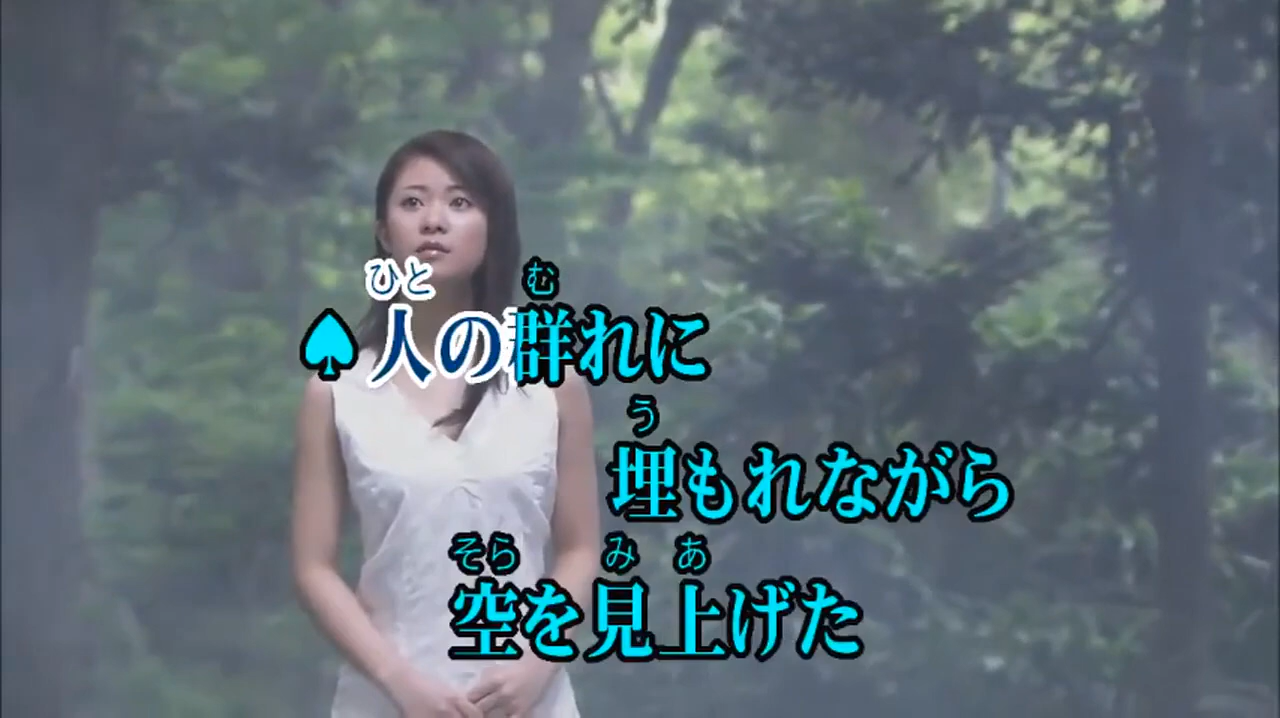 ひと む
♠人の群れに
う
埋もれながら
そら み あ
空を見上げた